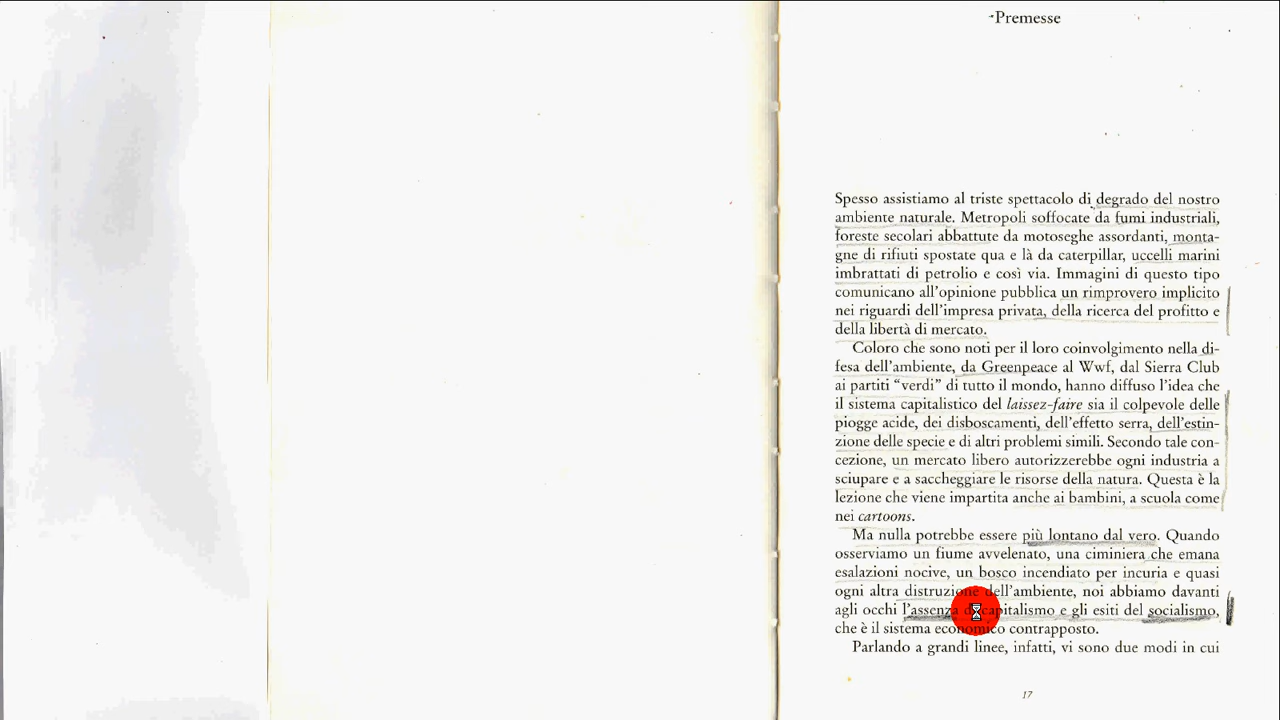 Premesse
Spesso assistiamo al triste spettacolo di degrado del nostro
ambiente naturale. Metropoli soffocate da fumi industriali,
foreste secolari abbattute da motoseghe assordanti, monta-
gne di rifiuti spostate qua e là da caterpillar, uccelli marini
imbrattati di petrolio e così via. Immagini di questo tipo
comunicano all'opinione pubblica un rimprovero implicito
nei riguardi dell'impresa privata, della ricerca del profitto e
della libertà di mercato.
Coloro che sono noti per il loro coinvolgimento nella di-
fesa dell'ambiente, da Greenpeace al Wwf, dal Sierra Club
ai partiti “verdi” di tutto il mondo, hanno diffuso l'idea che
il sistema capitalistico del laissez-faire sia il colpevole delle
piogge acide, dei disboscamenti, dell'effetto serra, dell'estin-
zione delle specie e di altri problemi simili. Secondo tale con-
cezione, un mercato libero autorizzerebbe ogni industria a
sciupare e a saccheggiare le risorse della natura. Questa è la
lezione che viene impartita anche ai bambini, a scuola come
nei cartoons.
Ma nulla potrebbe essere più lontano dal vero. Quando
osserviamo un fiume avvelenato, una ciminiera che emana
esalazioni nocive, un bosco incendiato per incuria e quasi
ogni altra distruzione dell'ambiente, noi abbiamo davanti
agli occhi l'assenza di capitalismo e gli esiti del socialismo,
che è il sistema economico contrapposto.
Parlando a grandi linee, infatti, vi sono due modi in cui
17